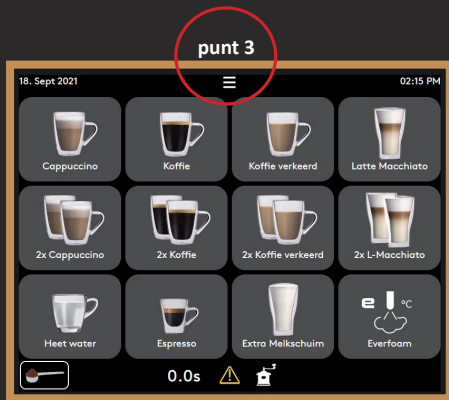 punt 3
18. Sept 2021
02:15 PM
Cappuccino
Koffie
Koffie verkeerd
Latte Macchiato
2x Cappuccino
2x Koffie
2x Koffie verkeerd
2x L-Macchiato
e °C
Heet water
Espresso
Extra Melkschuim
Everfoam
0.0s